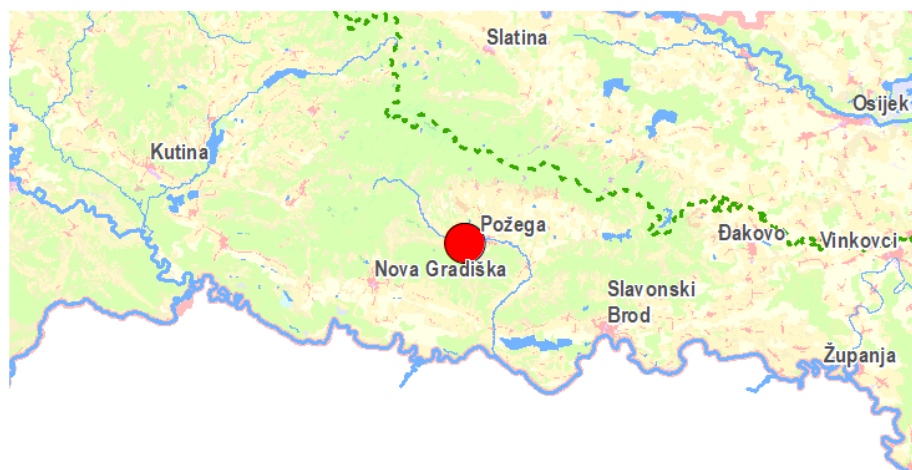 Slatina
Osijek
Kutina
Požega
Đakovo
Vinkovci
Nova Gradiška
Slavonski
Brod
Županja